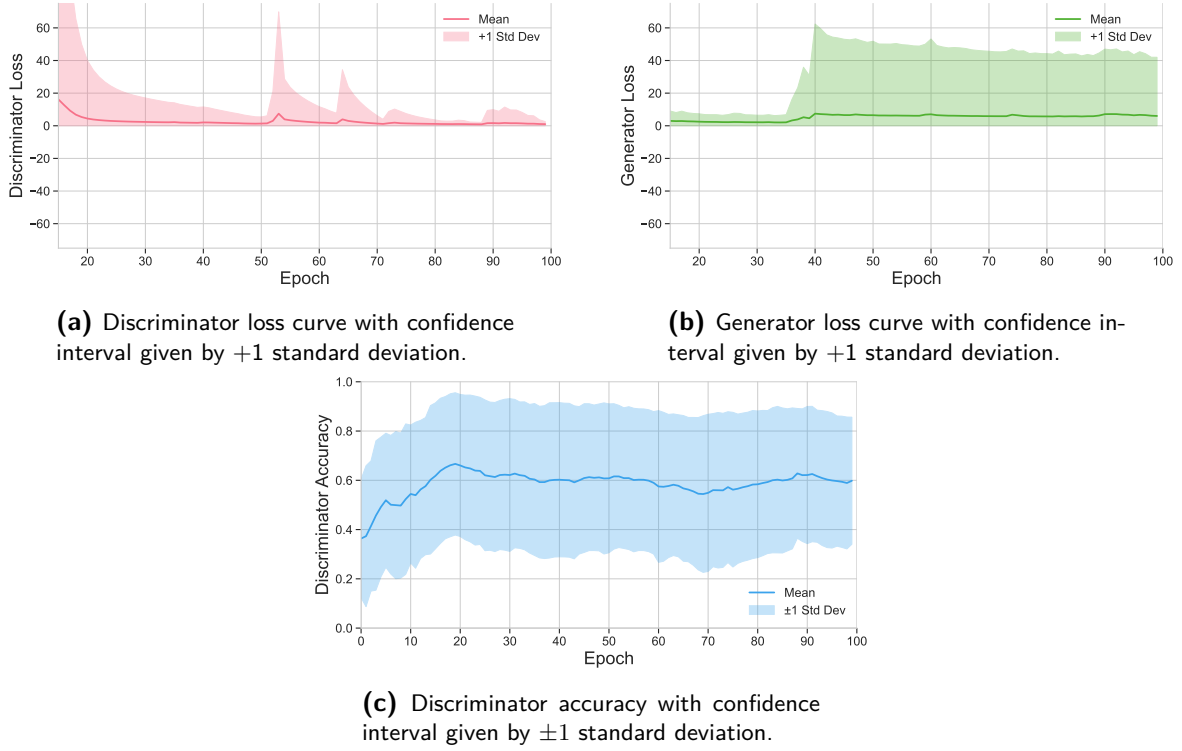 Discriminator Loss
60
40
20
0
−20
−40
−60
Mean
+1 Std Dev
20 30 40 50 60 70 80 90 100
Epoch
Generator Loss
60
40
20
0
−20
−40
−60
Mean
+1 Std Dev
20 30 40 50 60 70 80 90 100
Epoch
(a) Discriminator loss curve with confidence
interval given by +1 standard deviation.
(b) Generator loss curve with confidence in-
terval given by +1 standard deviation.
Discriminator Accuracy
1.0
0.8
0.6
0.4
0.2
0.0
Mean
±1 Std Dev
0 10 20 30 40 50 60 70 80 90 100
Epoch
(c) Discriminator accuracy with confidence
interval given by ±1 standard deviation.